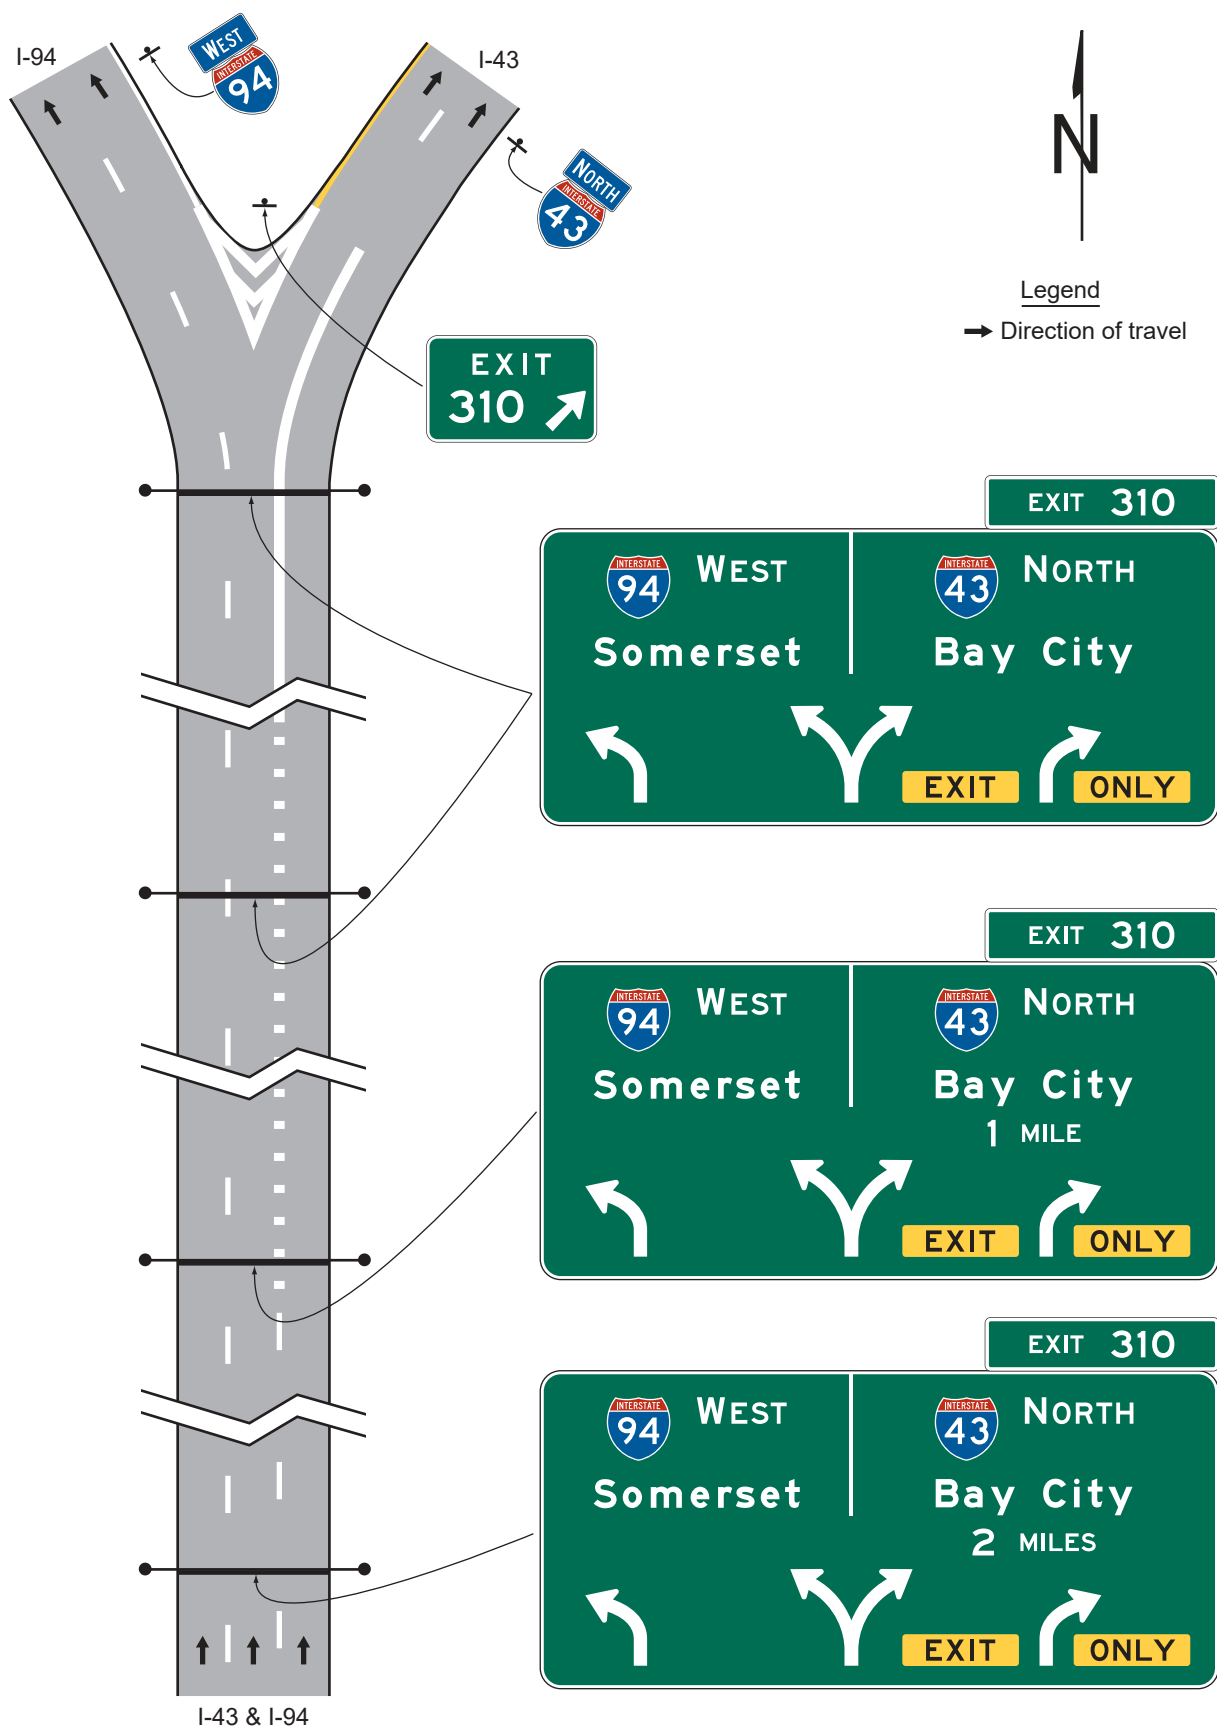 I-94
WEST
INTERSTATE
94
I-43
NORTH
INTERSTATE
43
N
Legend
Direction of travel
EXIT
310
EXIT 310
INTERSTATE
94 WEST
INTERSTATE
43 NORTH
Somerset
Bay City
EXIT ONLY
EXIT 310
INTERSTATE
94 WEST
INTERSTATE
43 NORTH
Somerset
Bay City
1 MILE
EXIT ONLY
EXIT 310
INTERSTATE
94 WEST
INTERSTATE
43 NORTH
Somerset
Bay City
2 MILES
EXIT ONLY
I-43 & I-94